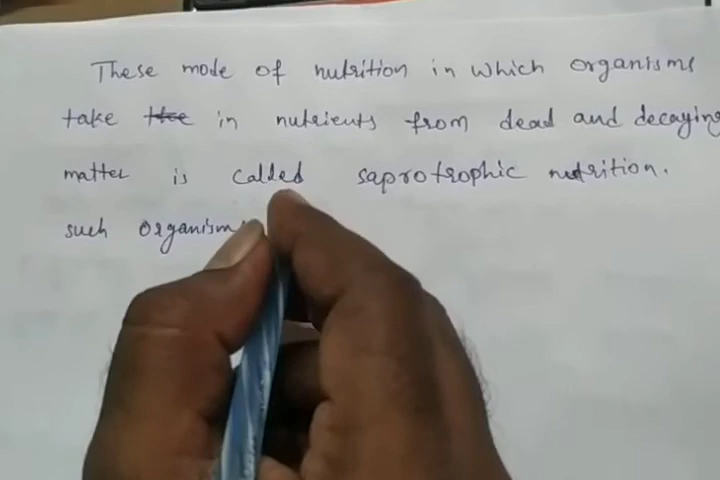 These mode of nutrition in which organisms
take the in nutrients from dead and decaying
matter is called saprotrophic nutrition.
such organism